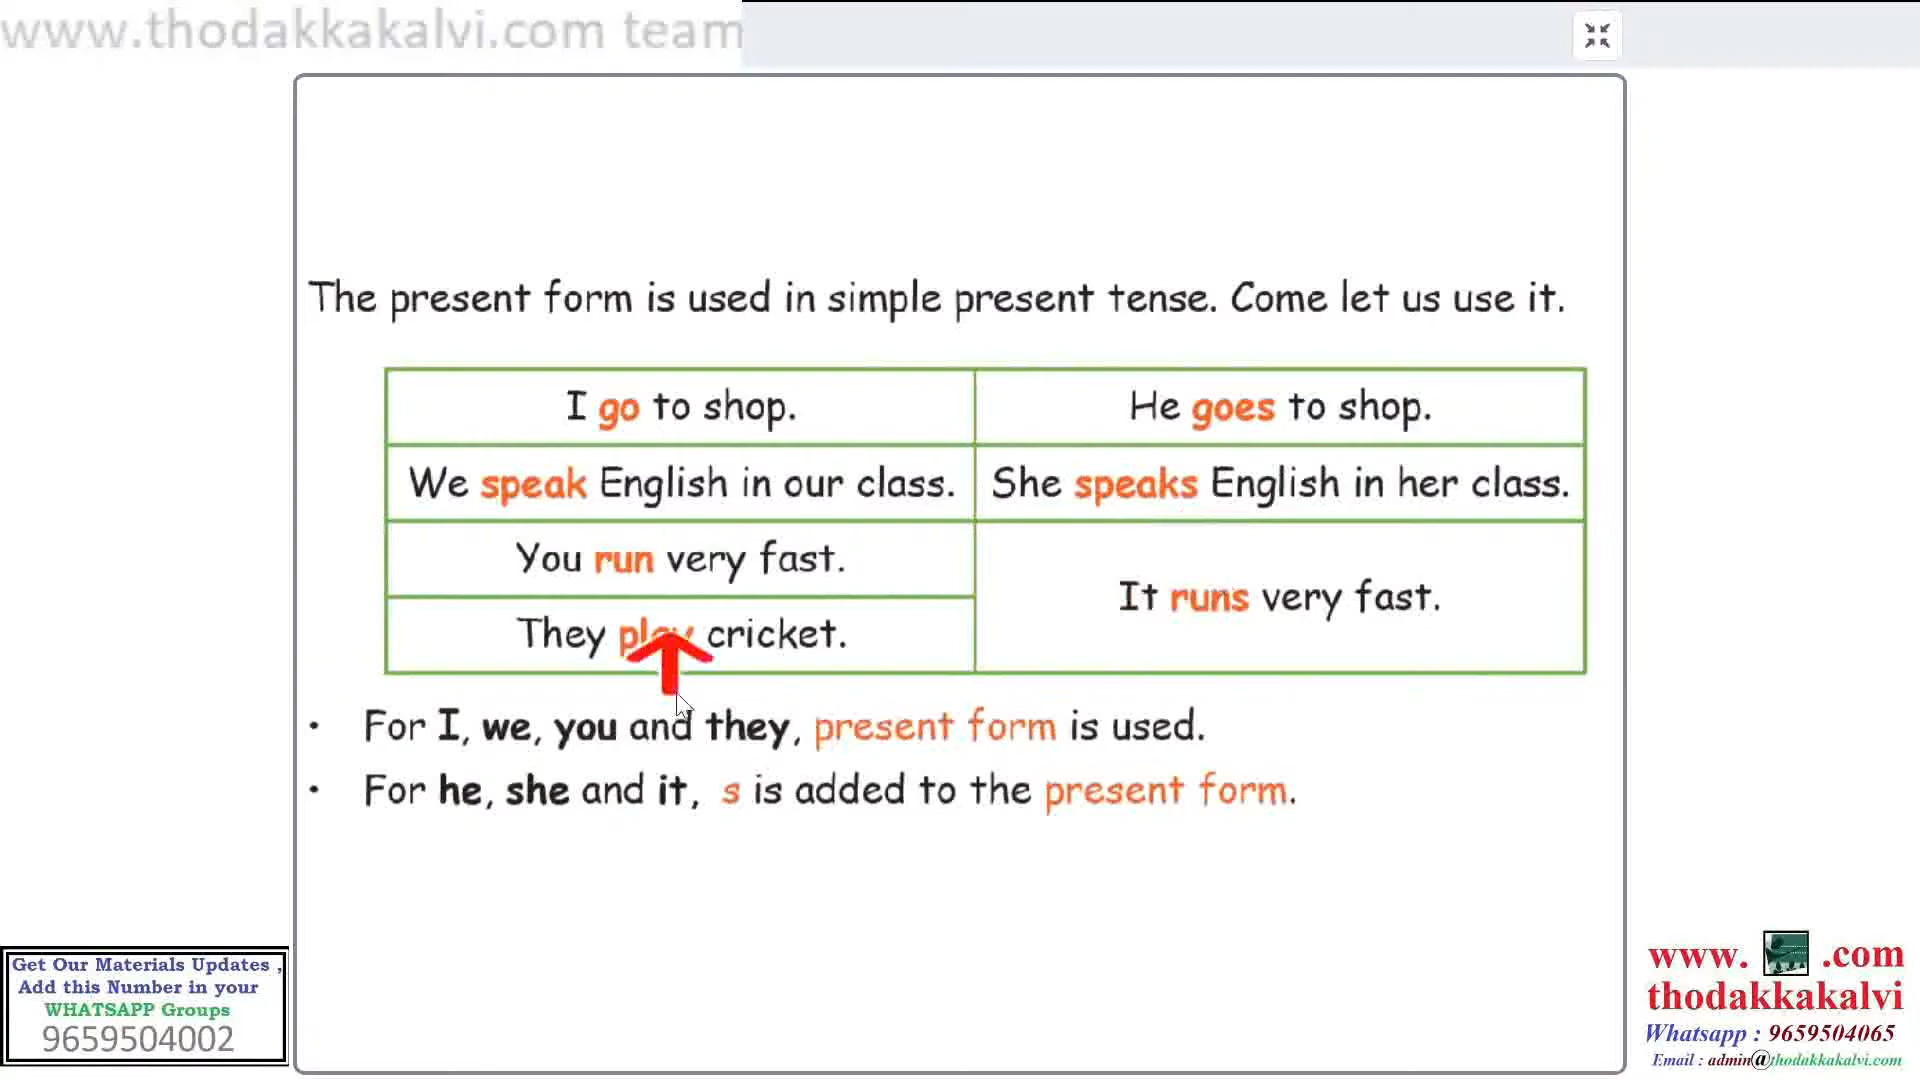 www.thodakkakalvi.com team
The present form is used in simple present tense. Come let us use it.
I go to shop.
He goes to shop.
We speak English in our class.
She speaks English in her class.
You run very fast.
It runs very fast.
They play cricket.
• For I, we, you and they, present form is used.
• For he, she and it, s is added to the present form.
Get Our Materials Updates ,
Add this Number in your
WHATSAPP Groups
9659504002
www. .com
thodakkakalvi
Whatsapp : 9659504065
Email : admin@thodakkakalvi.com